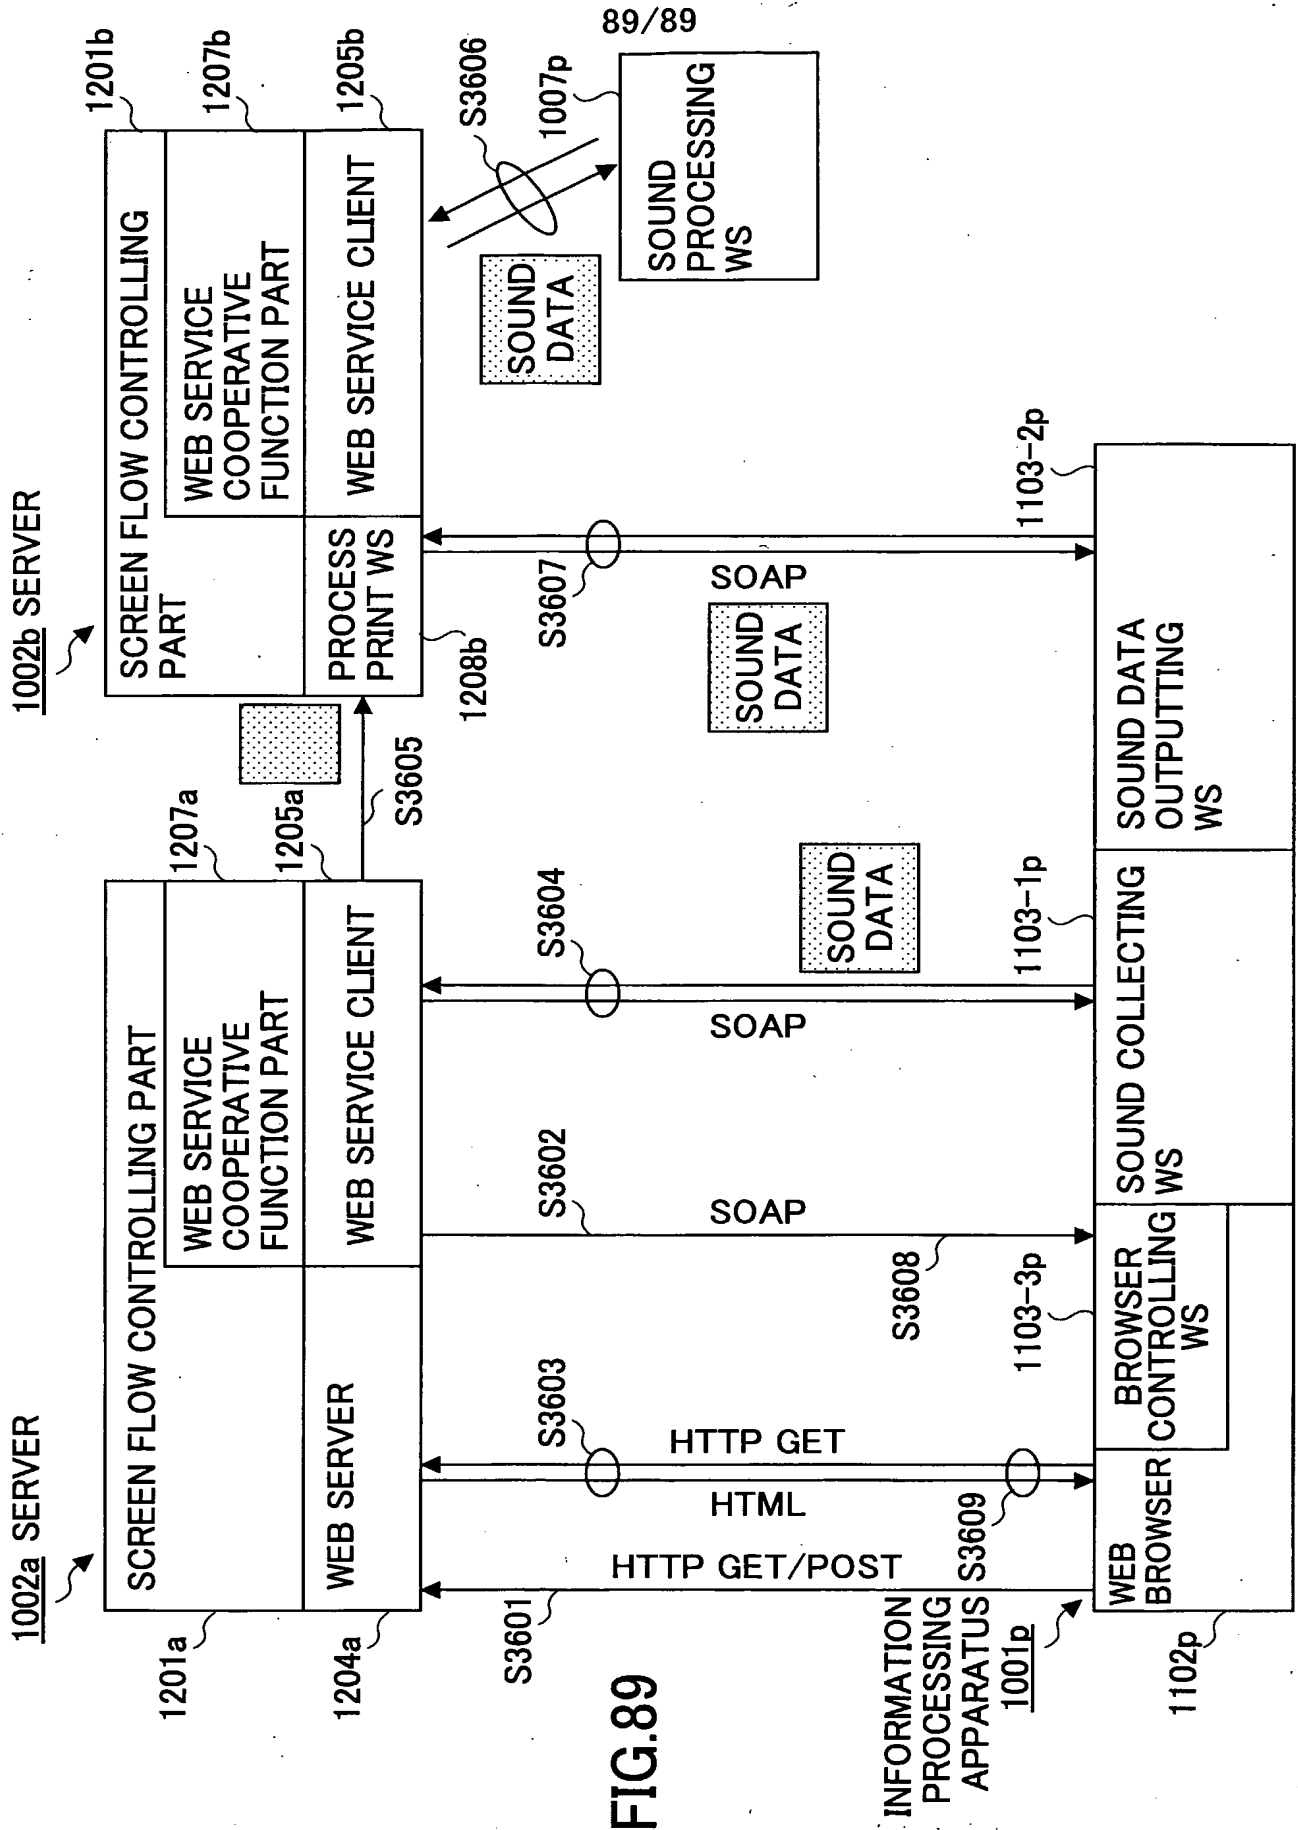 89/89
FIG.89
1002a SERVER
1201a
SCREEN FLOW CONTROLLING PART
WEB SERVICE
COOPERATIVE
FUNCTION PART
1207a
1204a
WEB SERVER
WEB SERVICE CLIENT
1205a
S3605
1002b SERVER
SCREEN FLOW CONTROLLING
PART
1201b
WEB SERVICE
COOPERATIVE
FUNCTION PART
1207b
PROCESS
PRINT WS
1208b
WEB SERVICE CLIENT
1205b
S3606
1007p
SOUND
PROCESSING
WS
SOUND
DATA
S3601
HTTP GET/POST
S3603
HTTP GET
HTML
S3609
S3602
SOAP
S3608
S3604
SOAP
SOUND
DATA
S3607
SOAP
SOUND
DATA
INFORMATION
PROCESSING
APPARATUS
1001p
1102p
WEB
BROWSER
1103-3p
BROWSER
CONTROLLING
WS
1103-1p
SOUND COLLECTING
WS
1103-2p
SOUND DATA
OUTPUTTING
WS